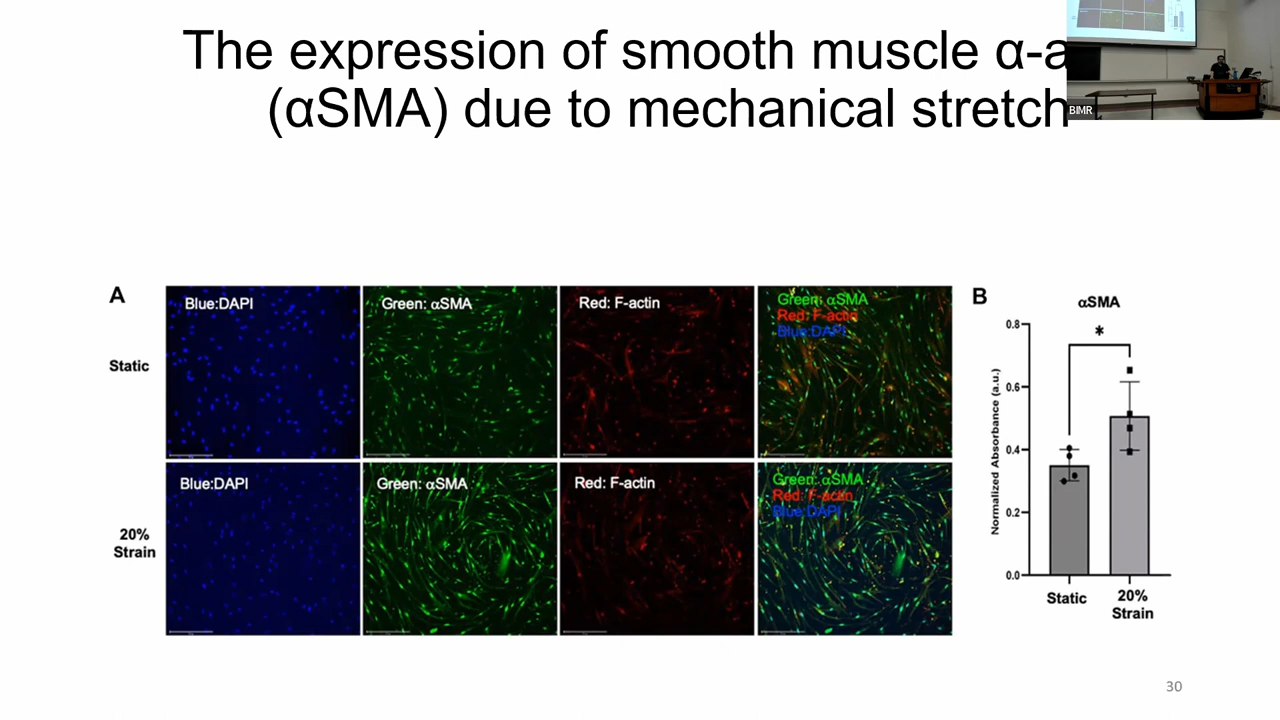 The expression of smooth muscle
(αSMA) due to mechanical stretch
BIMR
A
Blue:DAPI
Green: αSMA
Red: F-actin
Green: αSMA
Red: F-actin
Blue:DAPI
Static
Blue:DAPI
Green: αSMA
Red: F-actin
Green: αSMA
Red: F-actin
Blue:DAPI
20%
Strain
B
αSMA
*
Normalized Absorbance (a.u.)
0.8
0.6
0.4
0.2
0.0
Static
20%
Strain
30